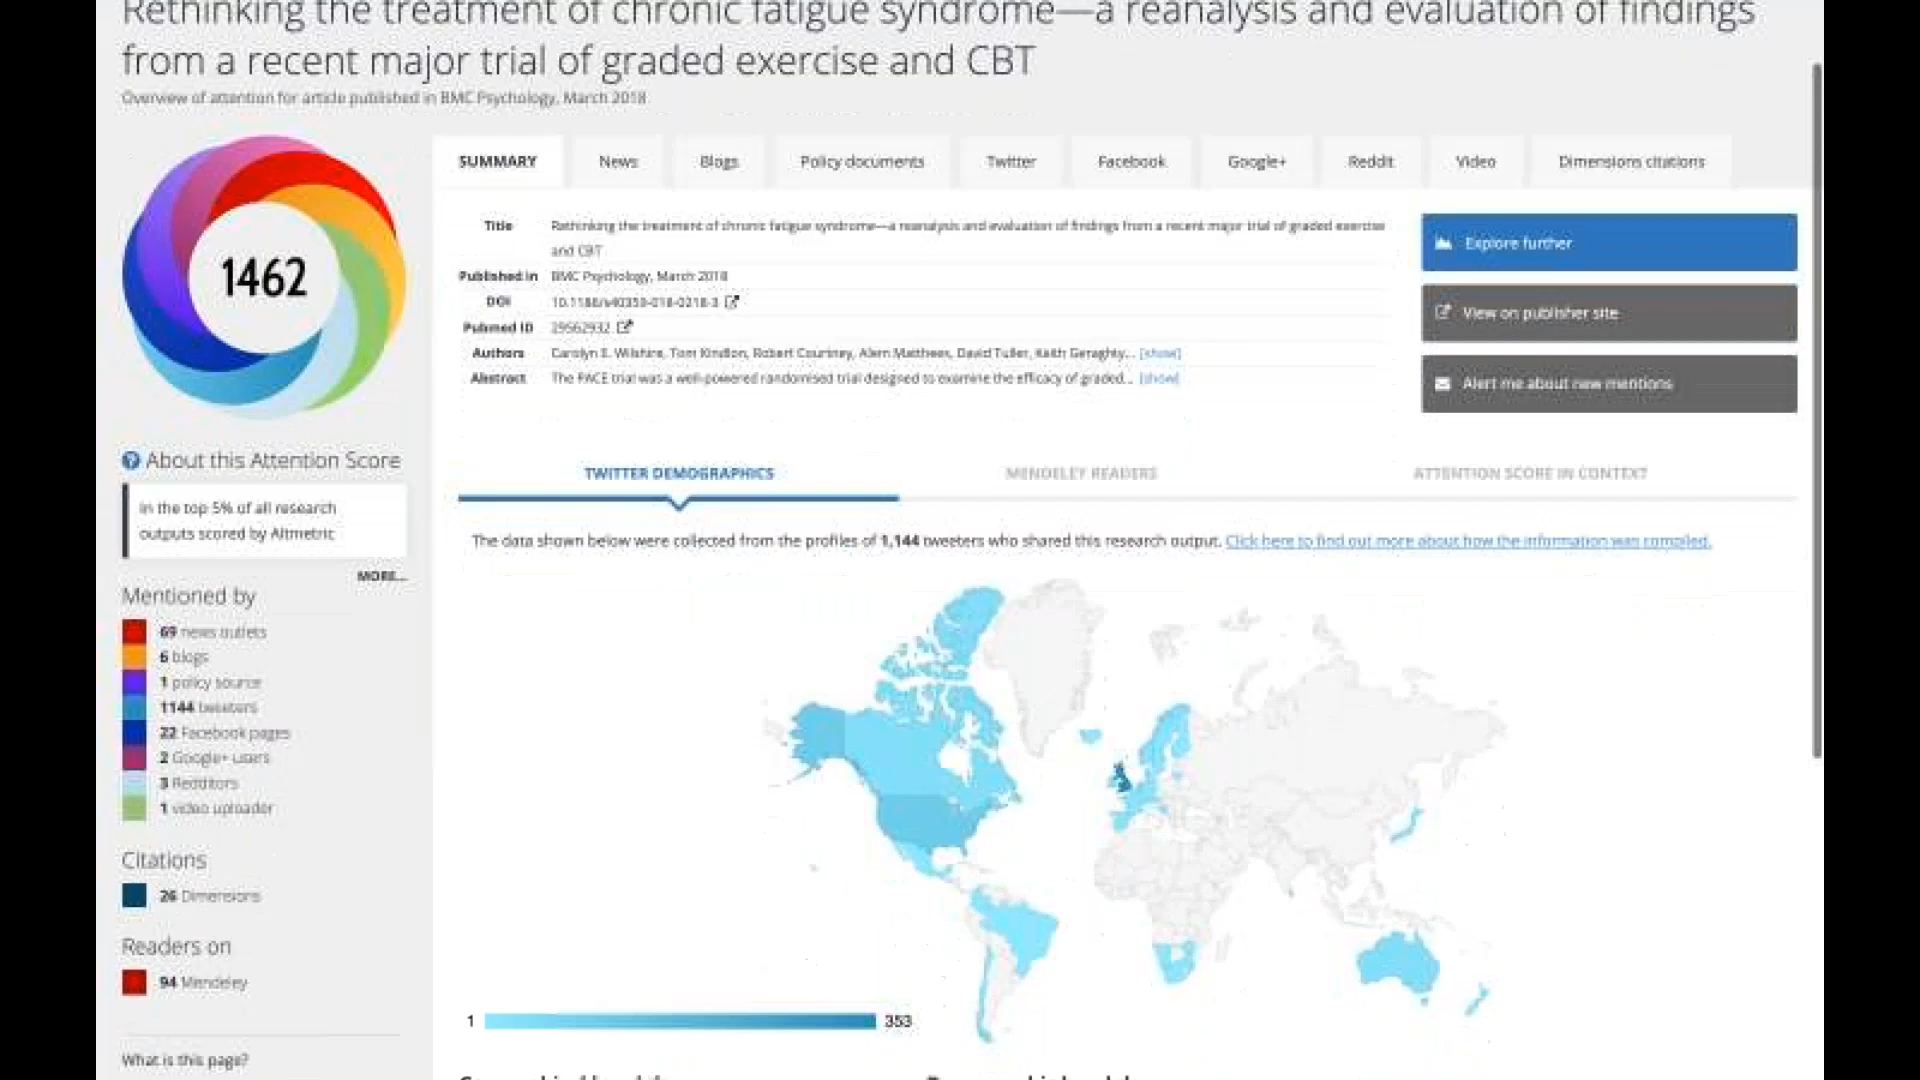 Rethinking the treatment of chronic fatigue syndrome—a reanalysis and evaluation of findings
from a recent major trial of graded exercise and CBT
Overview of attention for article published in BMC Psychology, March 2018
1462
SUMMARY News Blogs Policy documents Twitter Facebook Google+ Reddit Video Dimensions citations
Title Rethinking the treatment of chronic fatigue syndrome—a reanalysis and evaluation of findings from a recent major trial of graded exercise
and CBT
Published in BMC Psychology, March 2018
DOI 10.1186/s40359-018-0218-3
Pubmed ID 29562932
Authors Carolyn E. Wilshire, Tom Kindlon, Robert Courtney, Alem Matthees, David Tuller, Keith Geraghty… [show]
Abstract The PACE trial was a well-powered randomised trial designed to examine the efficacy of graded… [show]
Explore further
View on publisher site
Alert me about new mentions
About this Attention Score
In the top 5% of all research
outputs scored by Altmetric
MORE...
Mentioned by
69 news outlets
6 blogs
1 policy source
1144 tweeters
22 Facebook pages
2 Google+ users
3 Redditors
1 video uploader
Citations
26 Dimensions
Readers on
94 Mendeley
What is this page?
TWITTER DEMOGRAPHICS MENDELEY READERS ATTENTION SCORE IN CONTEXT
The data shown below were collected from the profiles of 1,144 tweeters who shared this research output. Click here to find out more about how the information was compiled.
1 353